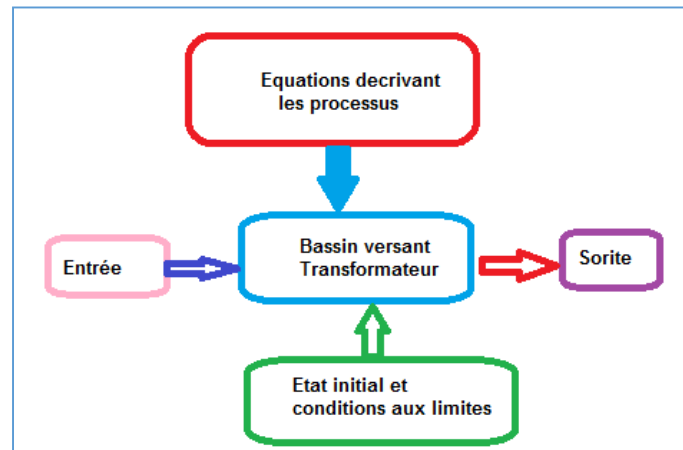 Equations decrivant
les processus
Entrée
Bassin versant
Transformateur
Sorite
Etat initial et
conditions aux limites